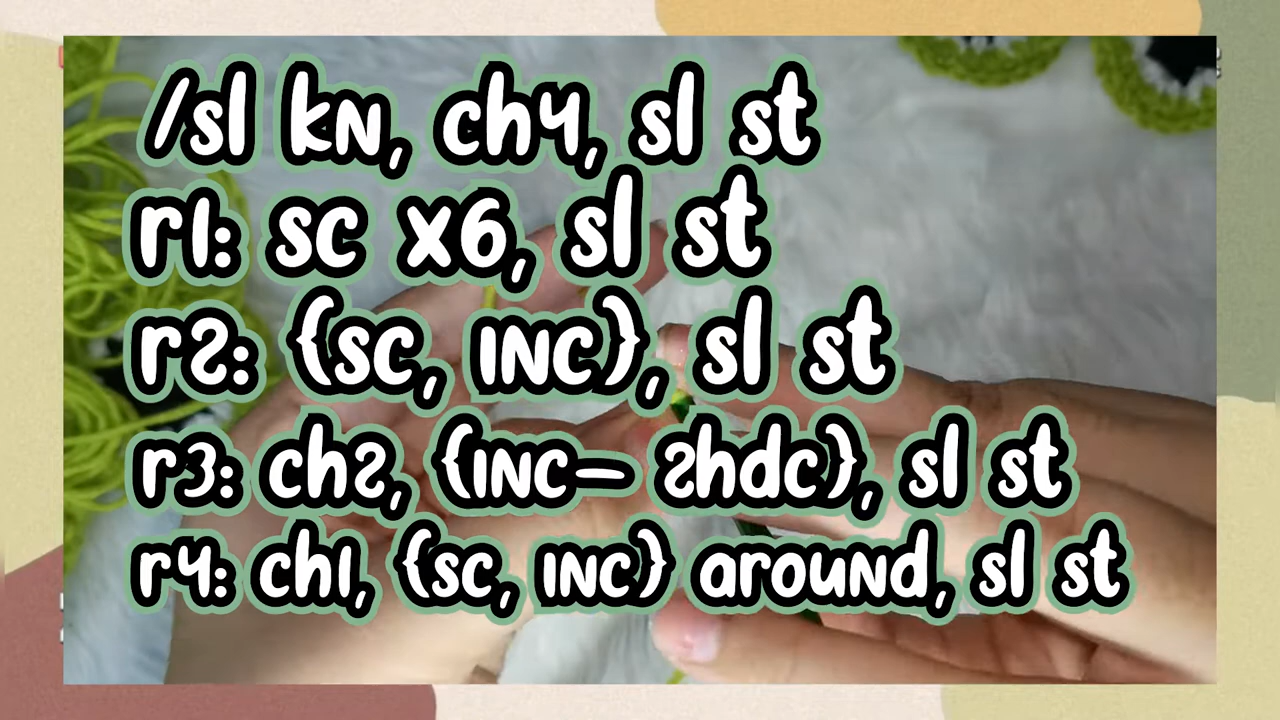 /sl kn, ch4, sl st
r1: sc x6, sl st
r2: {sc, inc}, sl st
r3: ch2, {inc- 2hdc}, sl st
r4: ch1, {sc, inc} around, sl st